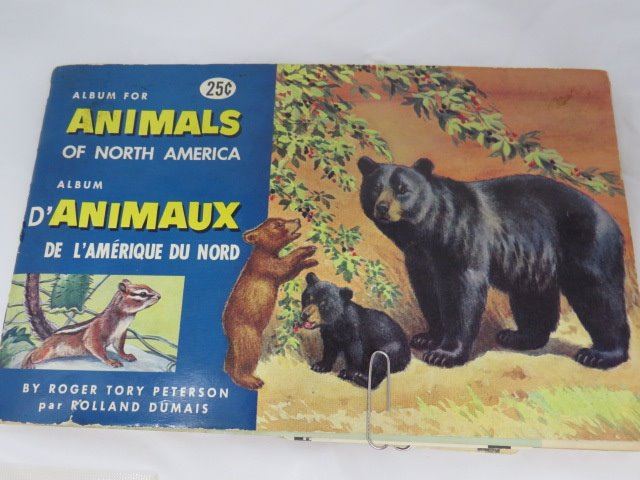 ALBUM FOR
25¢
ANIMALS
OF NORTH AMERICA
ALBUM
D'ANIMAUX
DE L'AMÉRIQUE DU NORD
BY ROGER TORY PETERSON
par ROLLAND DUMAIS